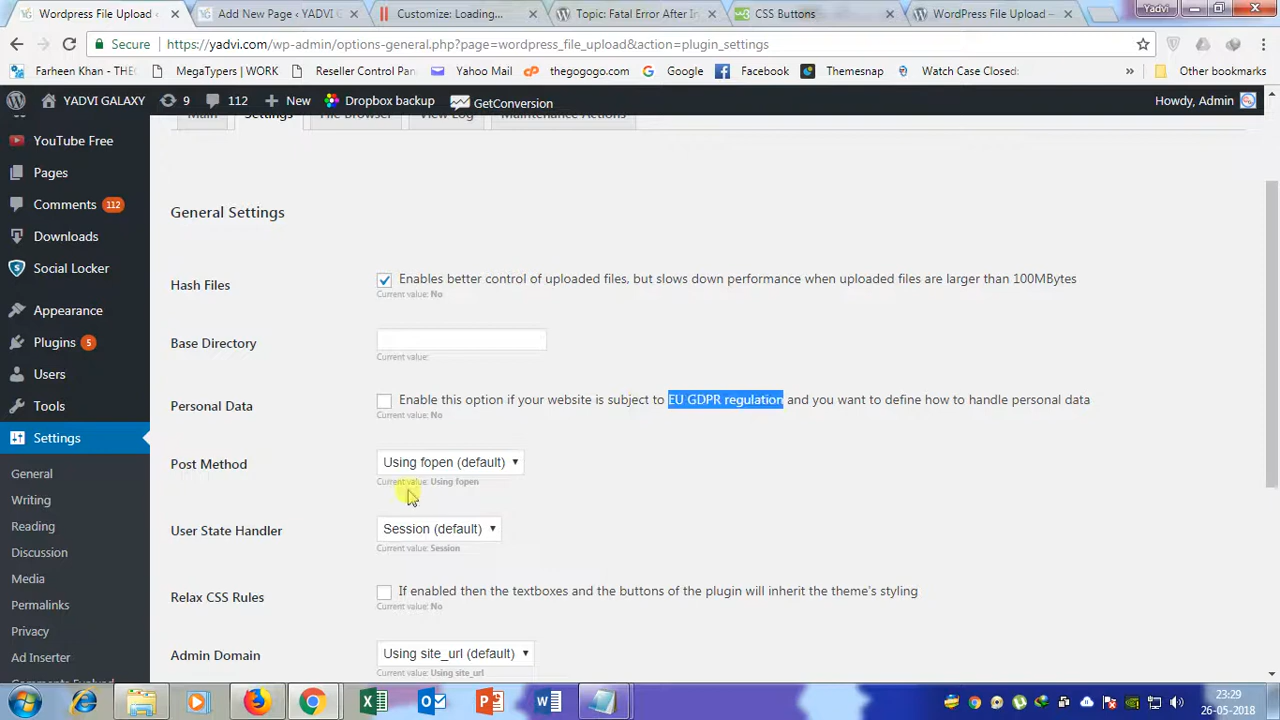 WordPress File Upload ‹
Add New Page ‹ YADVI G
Customize: Loading…
Topic: Fatal Error After In
CSS Buttons
WordPress File Upload –
Yadvi
Secure
https://yadvi.com/wp-admin/options-general.php?page=wordpress_file_upload&action=plugin_settings
Farheen Khan: THE G
MegaTypers | WORK
Reseller Control Pan
Yahoo Mail
thegogogo.com
Google
Facebook
Themesnap
Watch Case Closed:
»
Other bookmarks
YADVI GALAXY
9
112
New
Dropbox backup
GetConversion
Howdy, Admin
Main
Settings
File Browser
View Log
Maintenance Actions
YouTube Free
Pages
Comments 112
Downloads
Social Locker
Appearance
Plugins 5
Users
Tools
Settings
General
Writing
Reading
Discussion
Media
Permalinks
Privacy
Ad Inserter
Comments Evolved
General Settings
Hash Files
Enables better control of uploaded files, but slows down performance when uploaded files are larger than 100MBytes
Current value: No
Base Directory
Current value:
Personal Data
Enable this option if your website is subject to EU GDPR regulation and you want to define how to handle personal data
Current value: No
Post Method
Using fopen (default)
Current value: Using fopen
User State Handler
Session (default)
Current value: Session
Relax CSS Rules
If enabled then the textboxes and the buttons of the plugin will inherit the theme's styling
Current value: No
Admin Domain
Using site_url (default)
Current value: Using site_url
23:29
26-05-2018